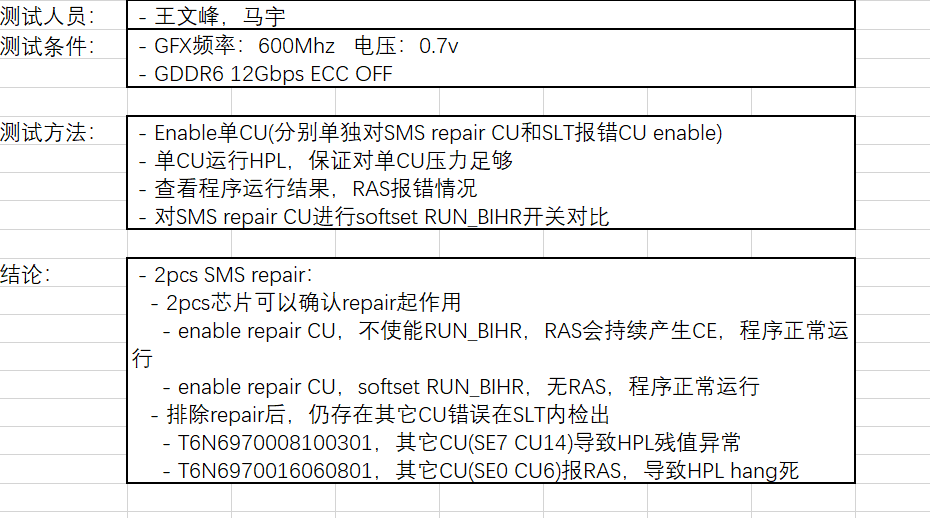 测试人员： - 王文峰，马宇
测试条件： - GFX频率：600Mhz 电压：0.7v
- GDDR6 12Gbps ECC OFF
测试方法： - Enable单CU(分别单独对SMS repair CU和SLT报错CU enable)
- 单CU运行HPL，保证对单CU压力足够
- 查看程序运行结果，RAS报错情况
- 对SMS repair CU进行softset RUN_BIHR开关对比
结论： - 2pcs SMS repair：
- 2pcs芯片可以确认repair起作用
- enable repair CU，不使能RUN_BIHR，RAS会持续产生CE，程序正常运
行
- enable repair CU，softset RUN_BIHR，无RAS，程序正常运行
- 排除repair后，仍存在其它CU错误在SLT内检出
- T6N6970008100301，其它CU(SE7 CU14)导致HPL残值异常
- T6N6970016060801，其它CU(SE0 CU6)报RAS，导致HPL hang死